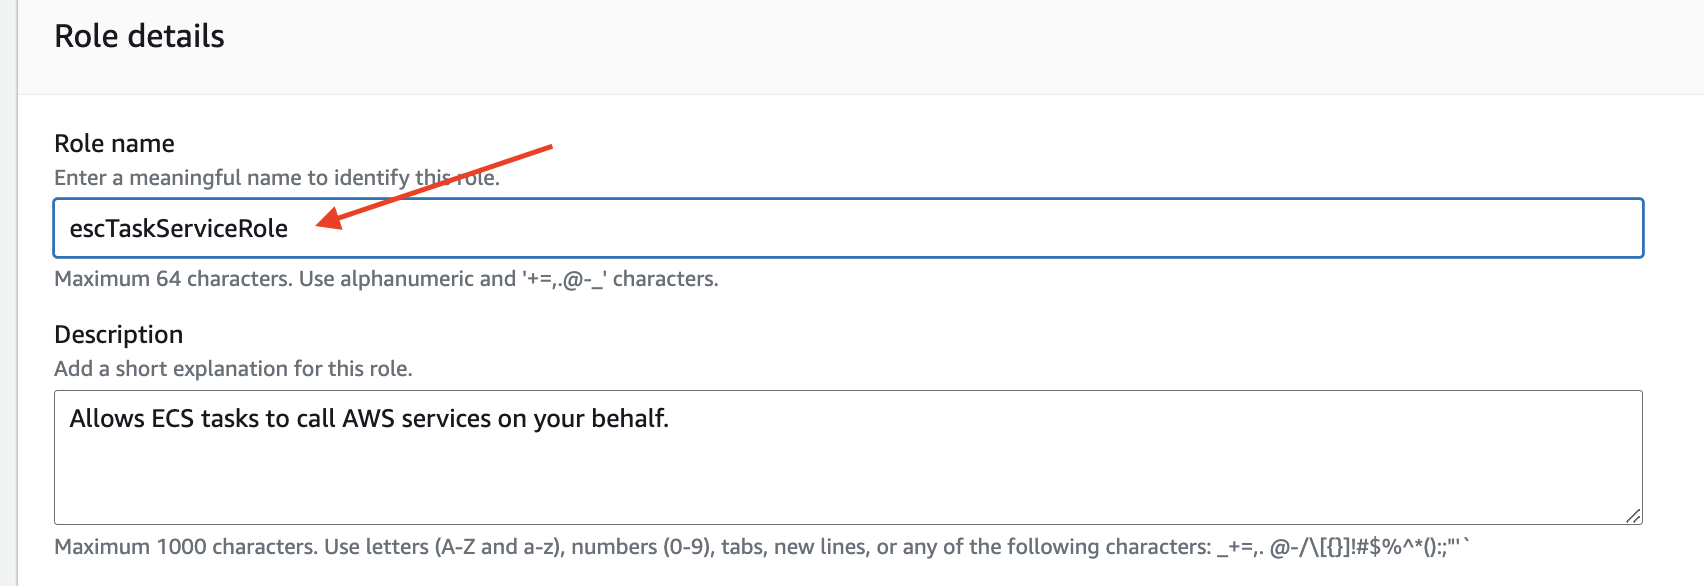 Role details
Role name
Enter a meaningful name to identify this role.
escTaskServiceRole
Maximum 64 characters. Use alphanumeric and '+=,.@-_' characters.
Description
Add a short explanation for this role.
Allows ECS tasks to call AWS services on your behalf.
Maximum 1000 characters. Use letters (A-Z and a-z), numbers (0-9), tabs, new lines, or any of the following characters: _+=,. @-/\[{}]!#$%^*();:;"'`